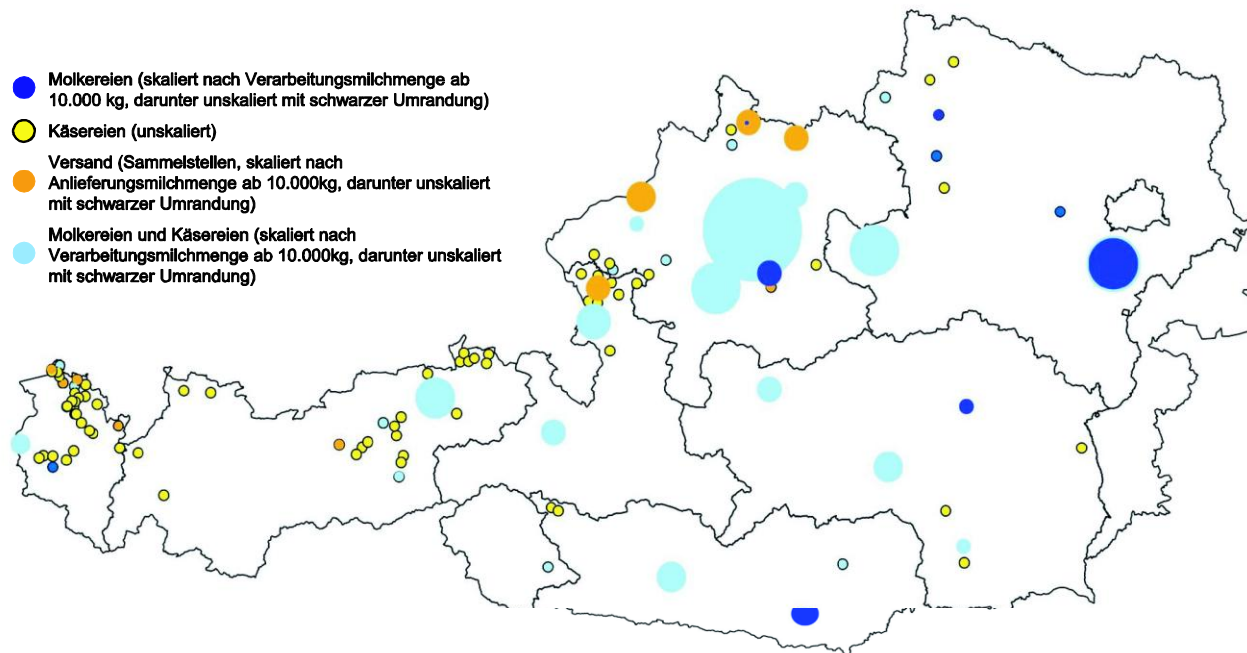 Molkereien (skaliert nach Verarbeitungsmilchmenge ab
10.000 kg, darunter unskaliert mit schwarzer Umrandung)
Käsereien (unskaliert)
Versand (Sammelstellen, skaliert nach
Anlieferungsmilchmenge ab 10.000kg, darunter unskaliert
mit schwarzer Umrandung)
Molkereien und Käsereien (skaliert nach
Verarbeitungsmilchmenge ab 10.000kg, darunter unskaliert
mit schwarzer Umrandung)